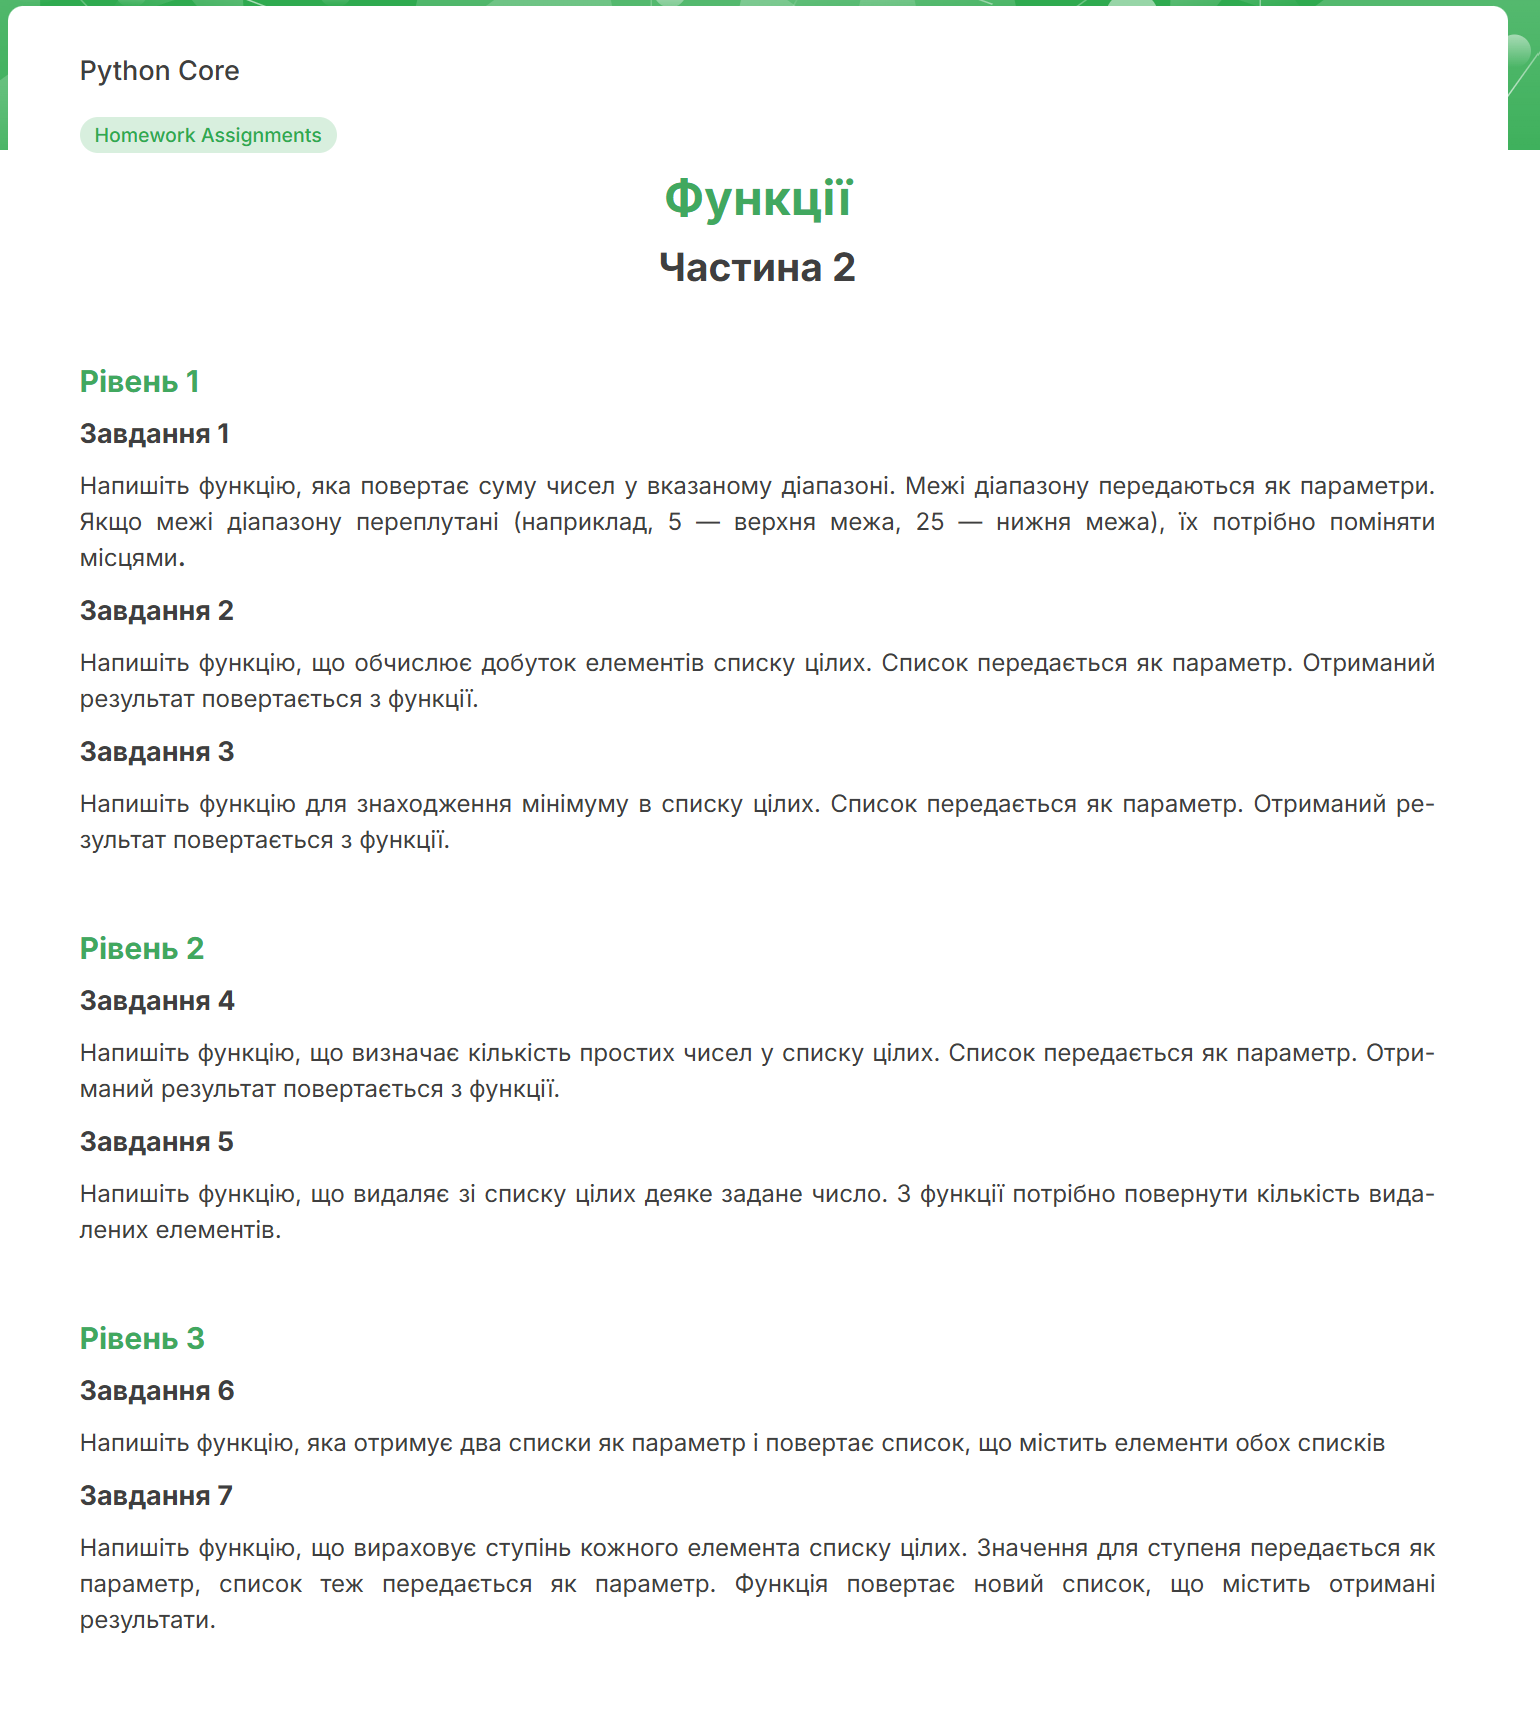 Python Core
Homework Assignments
Функції
Частина 2
Рівень 1
Завдання 1
Напишіть функцію, яка повертає суму чисел у вказаному діапазоні. Межі діапазону передаються як параметри.
Якщо межі діапазону переплутані (наприклад, 5 — верхня межа, 25 — нижня межа), їх потрібно поміняти
місцями.
Завдання 2
Напишіть функцію, що обчислює добуток елементів списку цілих. Список передається як параметр. Отриманий
результат повертається з функції.
Завдання 3
Напишіть функцію для знаходження мінімуму в списку цілих. Список передається як параметр. Отриманий ре-
зультат повертається з функції.
Рівень 2
Завдання 4
Напишіть функцію, що визначає кількість простих чисел у списку цілих. Список передається як параметр. Отри-
маний результат повертається з функції.
Завдання 5
Напишіть функцію, що видаляє зі списку цілих деяке задане число. З функції потрібно повернути кількість вида-
лених елементів.
Рівень 3
Завдання 6
Напишіть функцію, яка отримує два списки як параметр і повертає список, що містить елементи обох списків
Завдання 7
Напишіть функцію, що вираховує ступінь кожного елемента списку цілих. Значення для ступеня передається як
параметр, список теж передається як параметр. Функція повертає новий список, що містить отримані
результати.